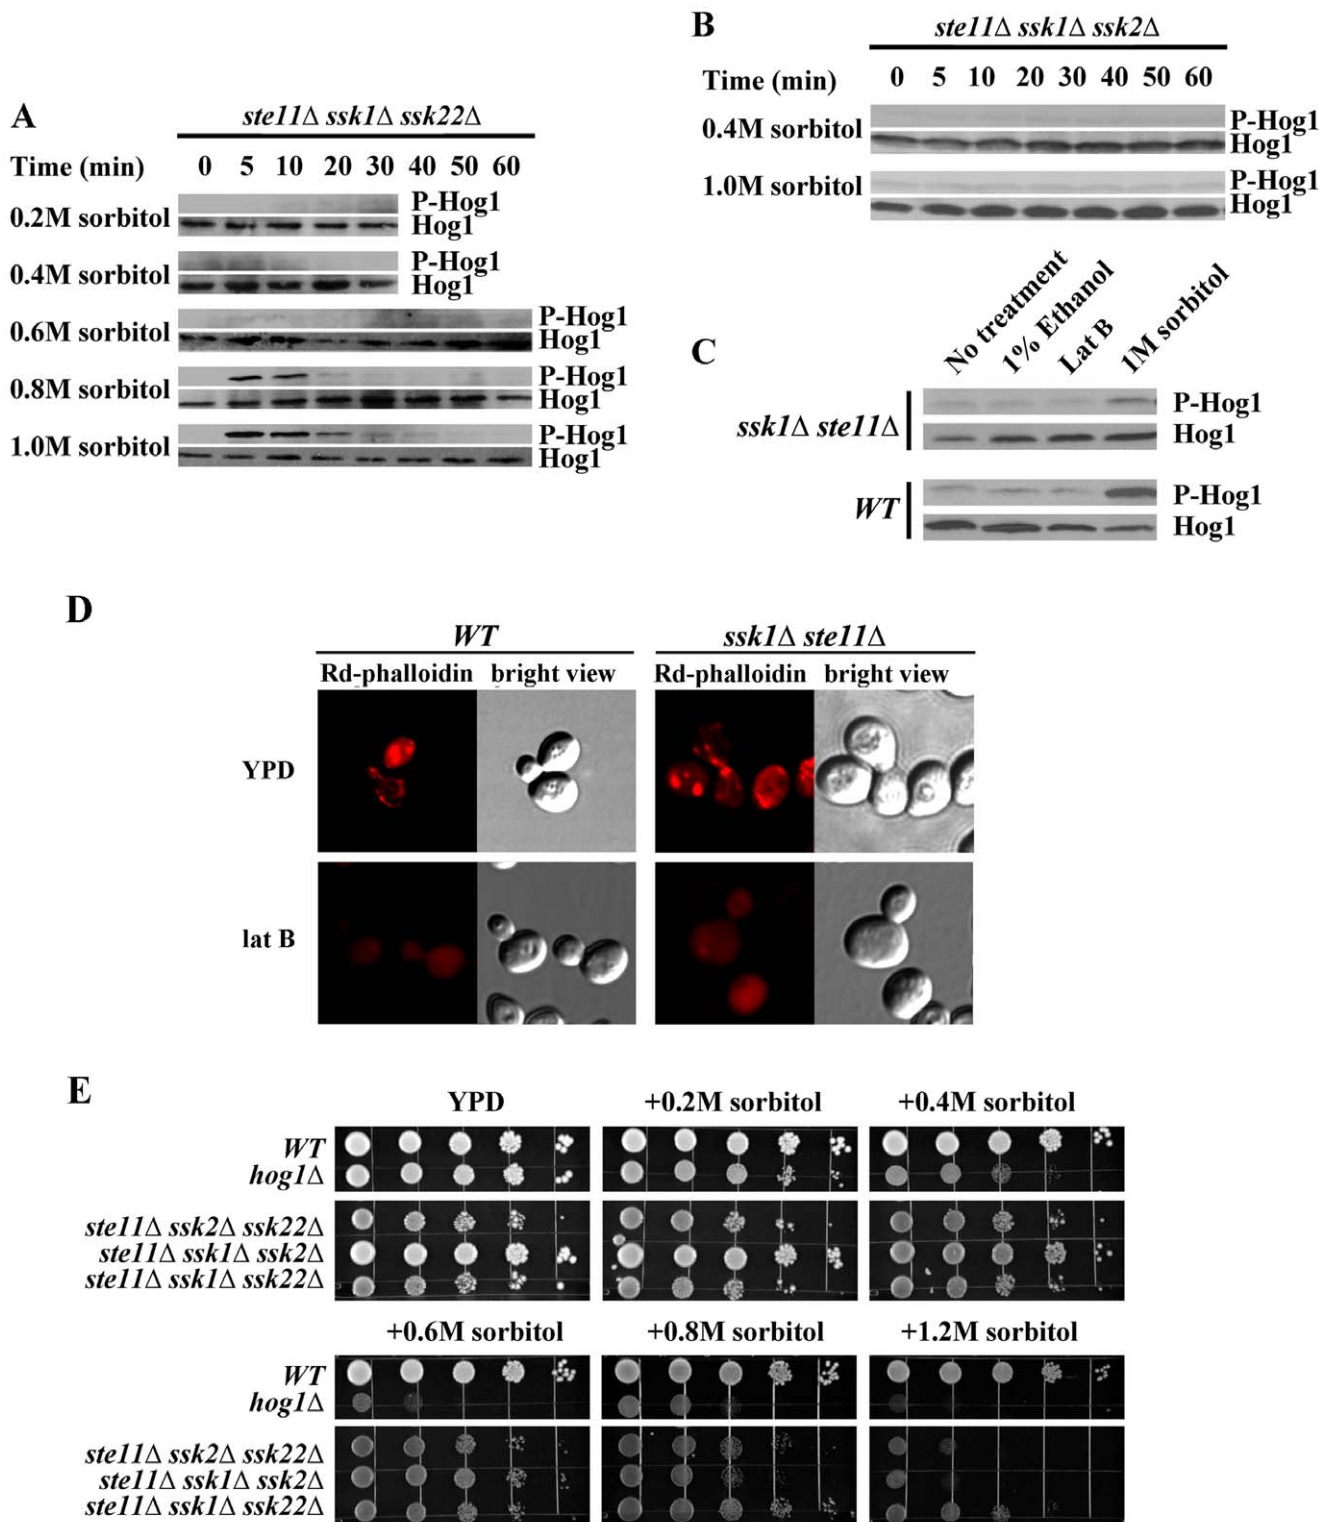 A
ste11Δ ssk1Δ ssk22Δ
Time (min) 0 5 10 20 30 40 50 60
0.2M sorbitol P-Hog1
Hog1
0.4M sorbitol P-Hog1
Hog1
0.6M sorbitol P-Hog1
Hog1
0.8M sorbitol P-Hog1
Hog1
1.0M sorbitol P-Hog1
Hog1
B
ste11Δ ssk1Δ ssk2Δ
Time (min) 0 5 10 20 30 40 50 60
0.4M sorbitol P-Hog1
Hog1
1.0M sorbitol P-Hog1
Hog1
C
No treatment
1% Ethanol
Lat B
1M sorbitol
ssk1Δ ste11Δ P-Hog1
Hog1
WT P-Hog1
Hog1
D
WT ssk1Δ ste11Δ
Rd-phalloidin bright view Rd-phalloidin bright view
YPD
lat B
E
YPD +0.2M sorbitol +0.4M sorbitol
WT
hog1Δ
ste11Δ ssk2Δ ssk22Δ
ste11Δ ssk1Δ ssk2Δ
ste11Δ ssk1Δ ssk22Δ
+0.6M sorbitol +0.8M sorbitol +1.2M sorbitol
WT
hog1Δ
ste11Δ ssk2Δ ssk22Δ
ste11Δ ssk1Δ ssk2Δ
ste11Δ ssk1Δ ssk22Δ